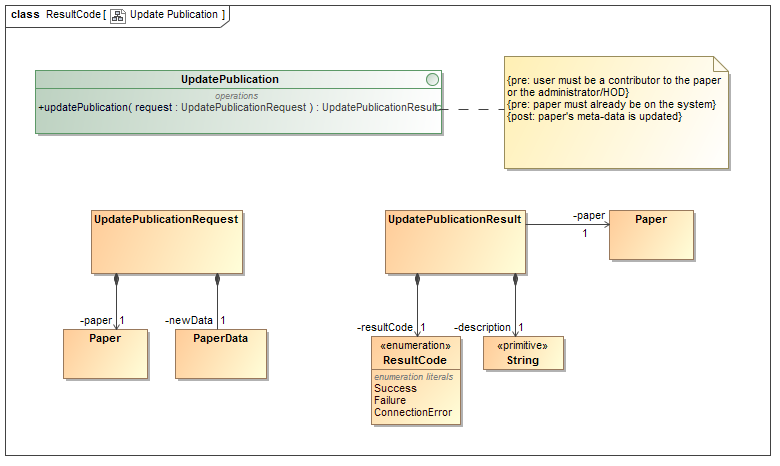 class ResultCode [ Update Publication ]
UpdatePublication
operations
+updatePublication( request : UpdatePublicationRequest ) : UpdatePublicationResult
{pre: user must be a contributor to the paper
or the administrator/HOD}
{pre: paper must already be on the system}
{post: paper's meta-data is updated}
UpdatePublicationRequest
UpdatePublicationResult
-paper
1
Paper
-paper 1
-newData 1
Paper
PaperData
-resultCode 1
-description 1
«enumeration»
ResultCode
enumeration literals
Success
Failure
ConnectionError
«primitive»
String